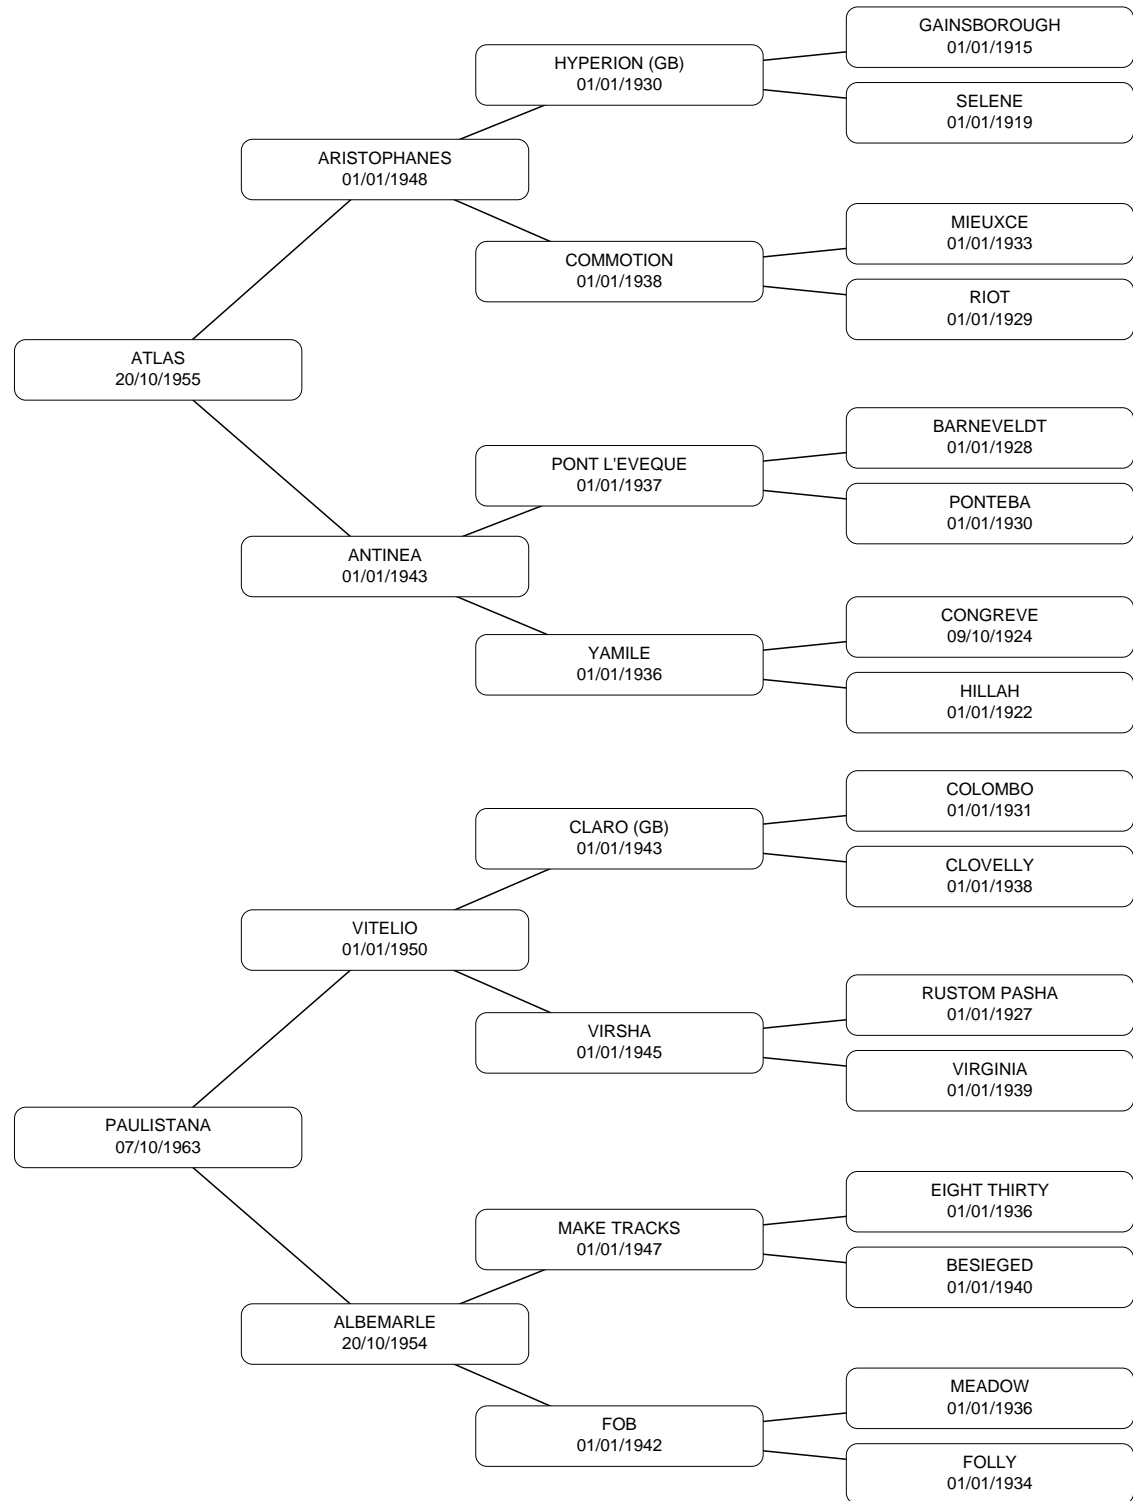 GAINSBOROUGH
01/01/1915
HYPERION (GB)
01/01/1930
SELENE
01/01/1919
ARISTOPHANES
01/01/1948
MIEUXCE
01/01/1933
COMMOTION
01/01/1938
RIOT
01/01/1929
ATLAS
20/10/1955
BARNEVELDT
01/01/1928
PONT L'EVEQUE
01/01/1937
PONTEBA
01/01/1930
ANTINEA
01/01/1943
CONGREVE
09/10/1924
YAMILE
01/01/1936
HILLAH
01/01/1922
COLOMBO
01/01/1931
CLARO (GB)
01/01/1943
CLOVELLY
01/01/1938
VITELIO
01/01/1950
RUSTOM PASHA
01/01/1927
VIRSHA
01/01/1945
VIRGINIA
01/01/1939
PAULISTANA
07/10/1963
EIGHT THIRTY
01/01/1936
MAKE TRACKS
01/01/1947
BESIEGED
01/01/1940
ALBEMARLE
20/10/1954
MEADOW
01/01/1936
FOB
01/01/1942
FOLLY
01/01/1934